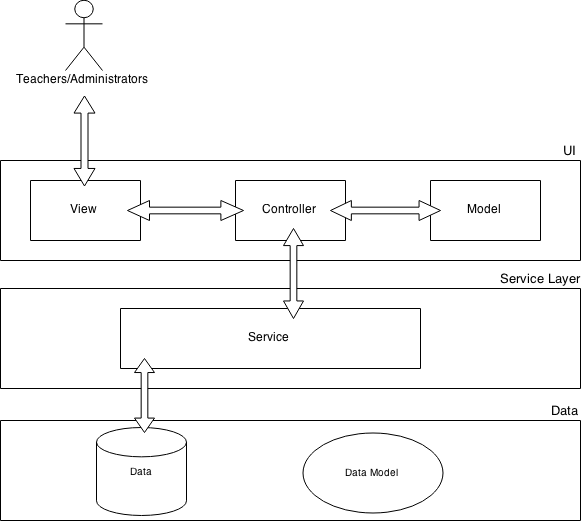 Teachers/Administrators
UI
View
Controller
Model
Service Layer
Service
Data
Data
Data Model